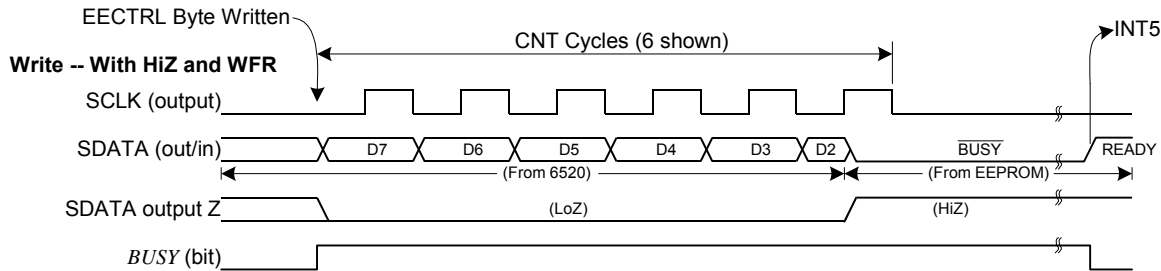 EECTRL Byte Written
INT5
CNT Cycles (6 shown)
Write -- With HiZ and WFR
SCLK (output)
SDATA (out/in) D7 D6 D5 D4 D3 D2 BUSY READY
(From 6520) (From EEPROM)
SDATA output Z (LoZ) (HiZ)
BUSY (bit)